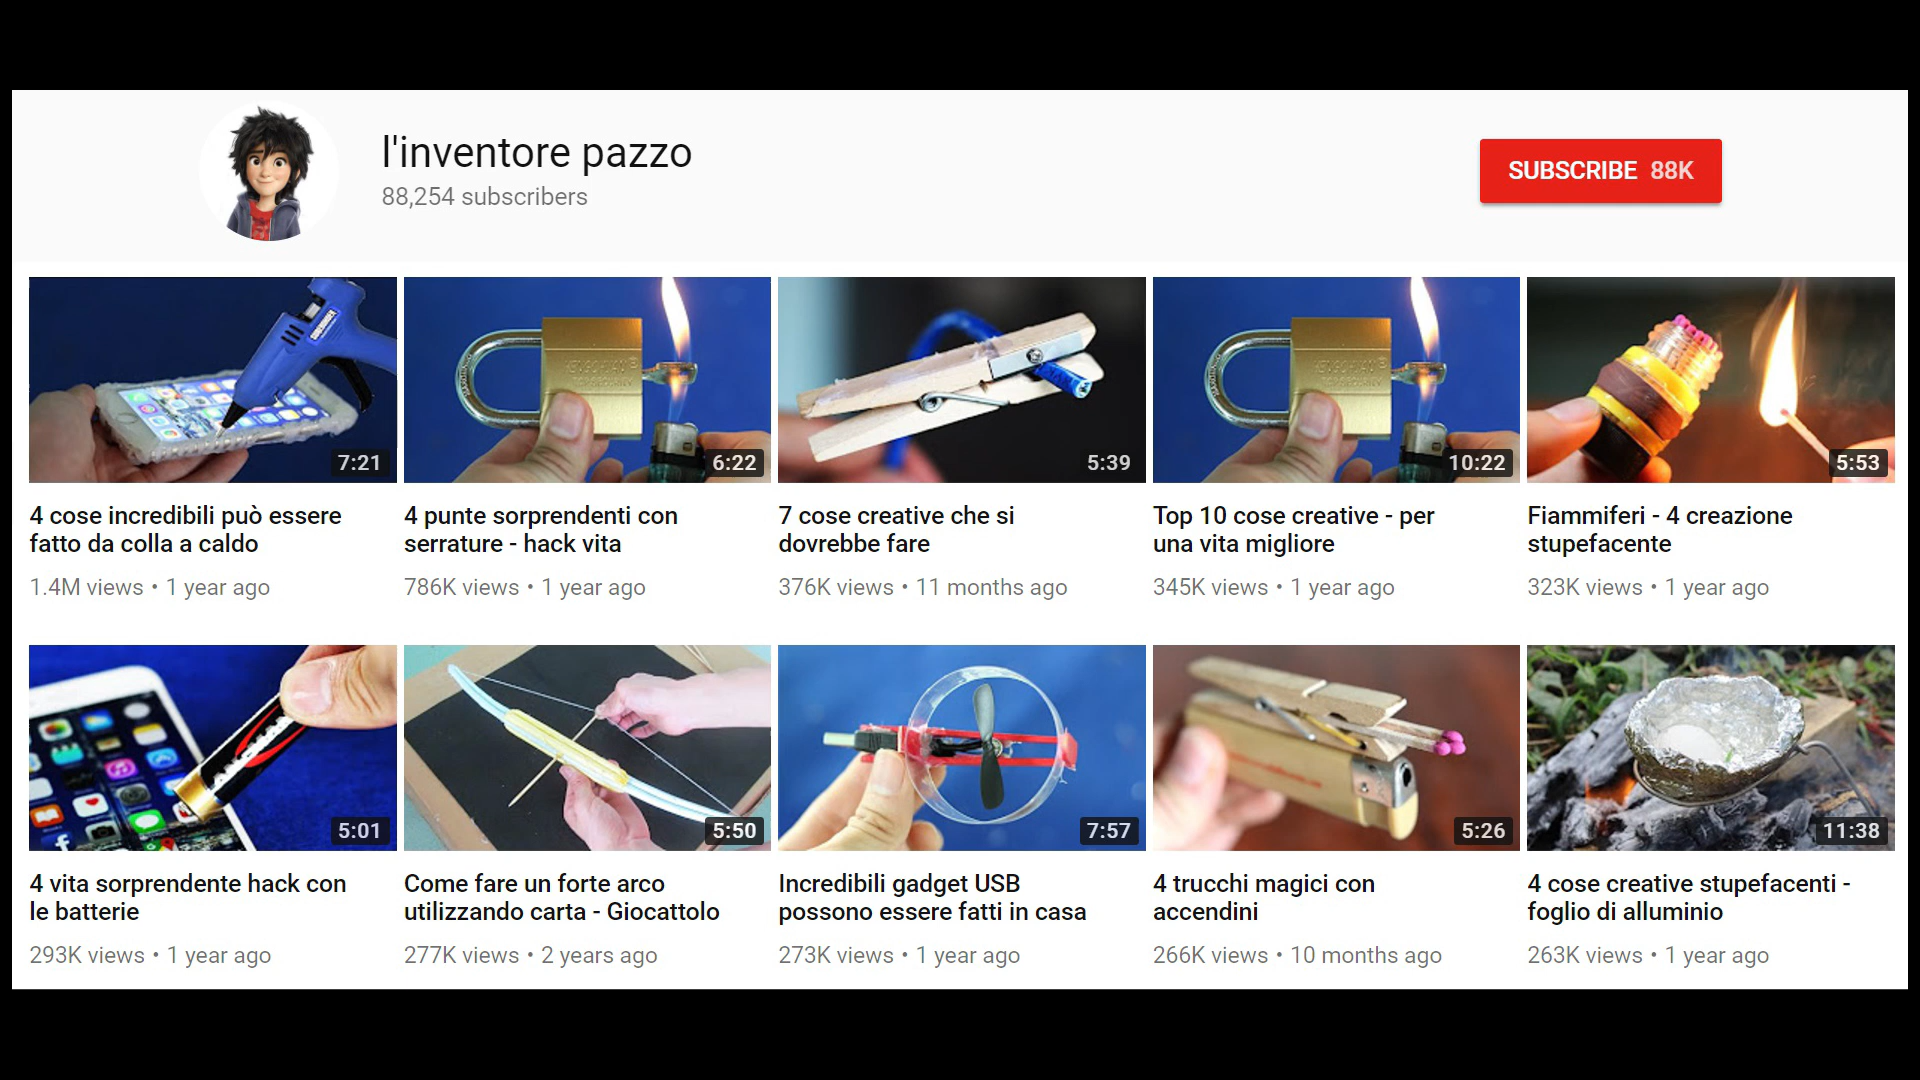 l'inventore pazzo
88,254 subscribers
SUBSCRIBE 88K
7:21
6:22
5:39
10:22
5:53
4 cose incredibili può essere
fatto da colla a caldo
1.4M views • 1 year ago
4 punte sorprendenti con
serrature - hack vita
786K views • 1 year ago
7 cose creative che si
dovrebbe fare
376K views • 11 months ago
Top 10 cose creative - per
una vita migliore
345K views • 1 year ago
Fiammiferi - 4 creazione
stupefacente
323K views • 1 year ago
5:01
5:50
7:57
5:26
11:38
4 vita sorprendente hack con
le batterie
293K views • 1 year ago
Come fare un forte arco
utilizzando carta - Giocattolo
277K views • 2 years ago
Incredibili gadget USB
possono essere fatti in casa
273K views • 1 year ago
4 trucchi magici con
accendini
266K views • 10 months ago
4 cose creative stupefacenti -
foglio di alluminio
263K views • 1 year ago